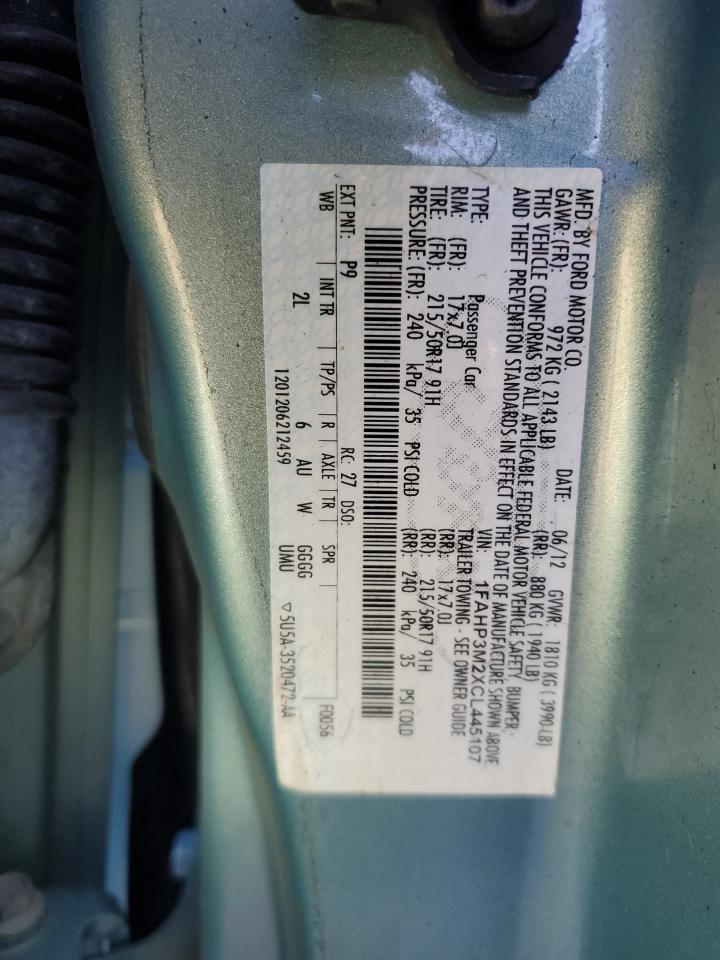 MFD. BY FORD MOTOR CO.
DATE: 06/12 GVWR: 1810 KG ( 3990 LB)
GAWR: (FR): 972 KG ( 2143 LB) (RR): 880 KG ( 1940 LB)
THIS VEHICLE CONFORMS TO ALL APPLICABLE FEDERAL MOTOR VEHICLE SAFETY, BUMPER,
AND THEFT PREVENTION STANDARDS IN EFFECT ON THE DATE OF MANUFACTURE SHOWN ABOVE
VIN: 1FAHP3M2XCL445107
TYPE: Passenger Car TRAILER TOWING - SEE OWNER GUIDE
RIM: (FR): 17x7.0J (RR): 17x7.0J
TIRE: (FR): 215/50R17 91H (RR): 215/50R17 91H
PRESSURE: (FR): 240 kPa/ 35 PSI COLD (RR): 240 kPa/ 35 PSI COLD
EXT PNT: P9 RC: 27 DSO: F0056
WB INT TR TP/PS R AXLE TR SPR
2L 6 AU W GGGG
1201206212459 UMU ▽ 5U5A-3520472-AA